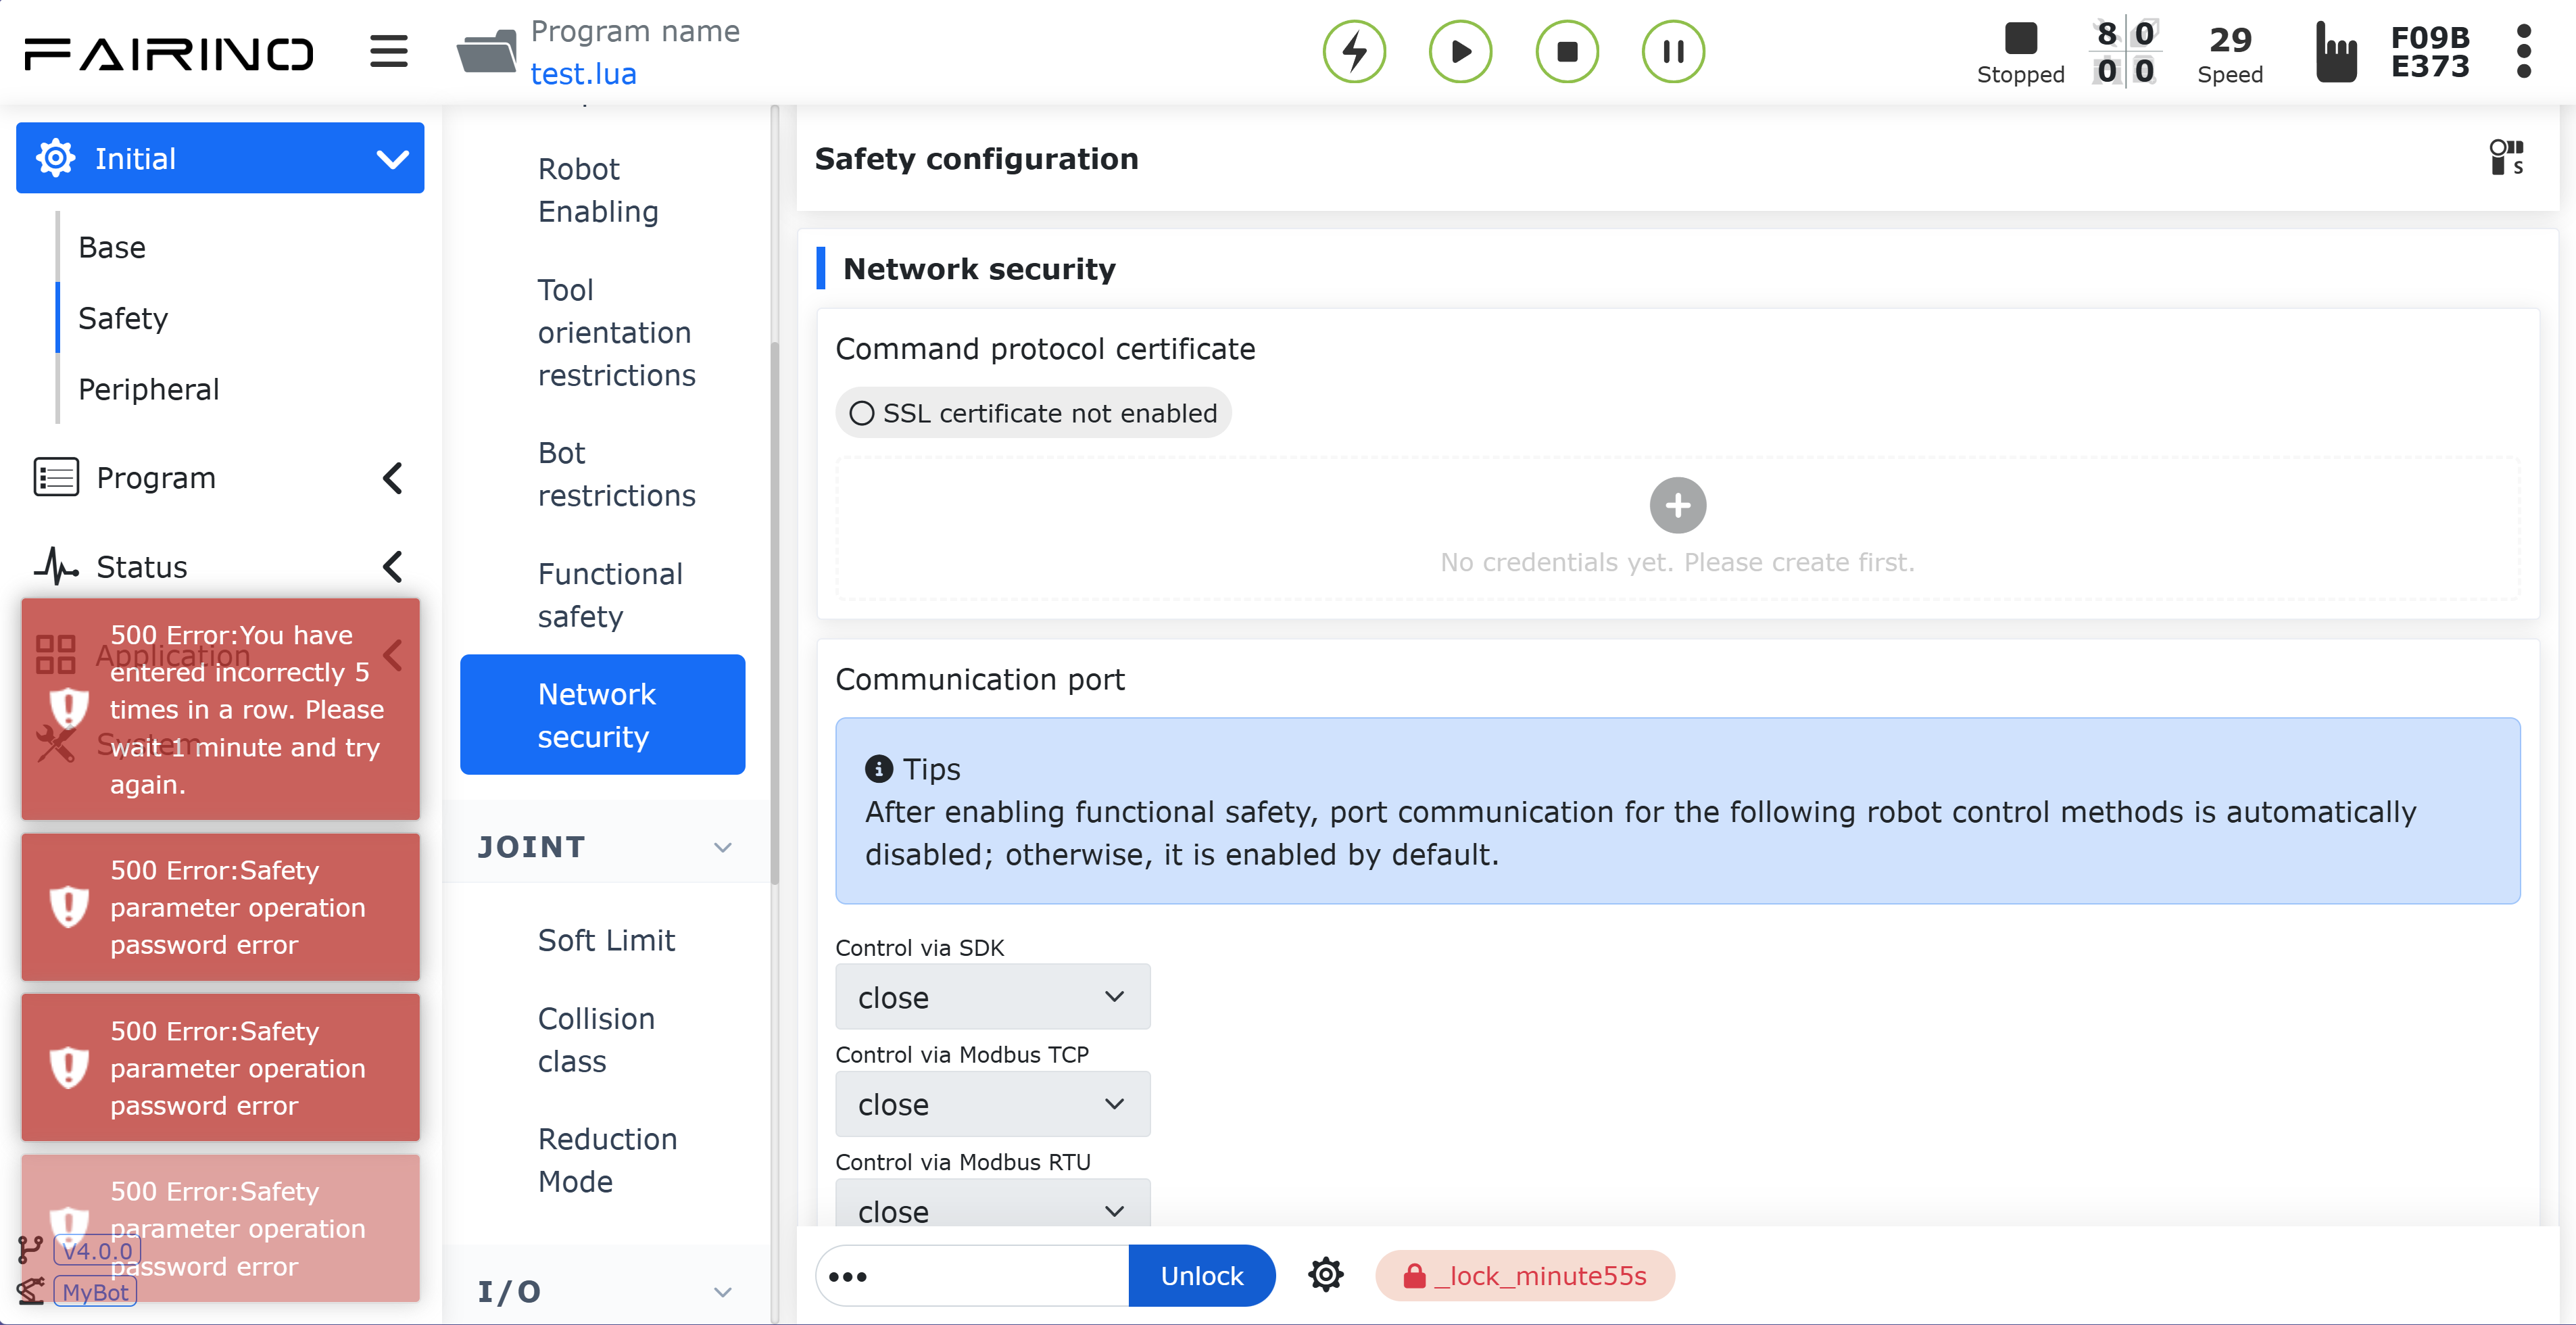 FAIRINO
Program name
test.lua
Stopped
8 0
0 0
29
Speed
F09B
E373
Initial
Base
Safety
Peripheral
Program
Status
Application
System
500 Error:You have
entered incorrectly 5
times in a row. Please
wait 1 minute and try
again.
500 Error:Safety
parameter operation
password error
500 Error:Safety
parameter operation
password error
500 Error:Safety
parameter operation
password error
V4.0.0
MyBot
Robot
Enabling
Tool
orientation
restrictions
Bot
restrictions
Functional
safety
Network
security
JOINT
Soft Limit
Collision
class
Reduction
Mode
I/O
Safety configuration
S
Network security
Command protocol certificate
SSL certificate not enabled
No credentials yet. Please create first.
Communication port
Tips
After enabling functional safety, port communication for the following robot control methods is automatically
disabled; otherwise, it is enabled by default.
Control via SDK
close
Control via Modbus TCP
close
Control via Modbus RTU
close
Unlock
_lock_minute55s